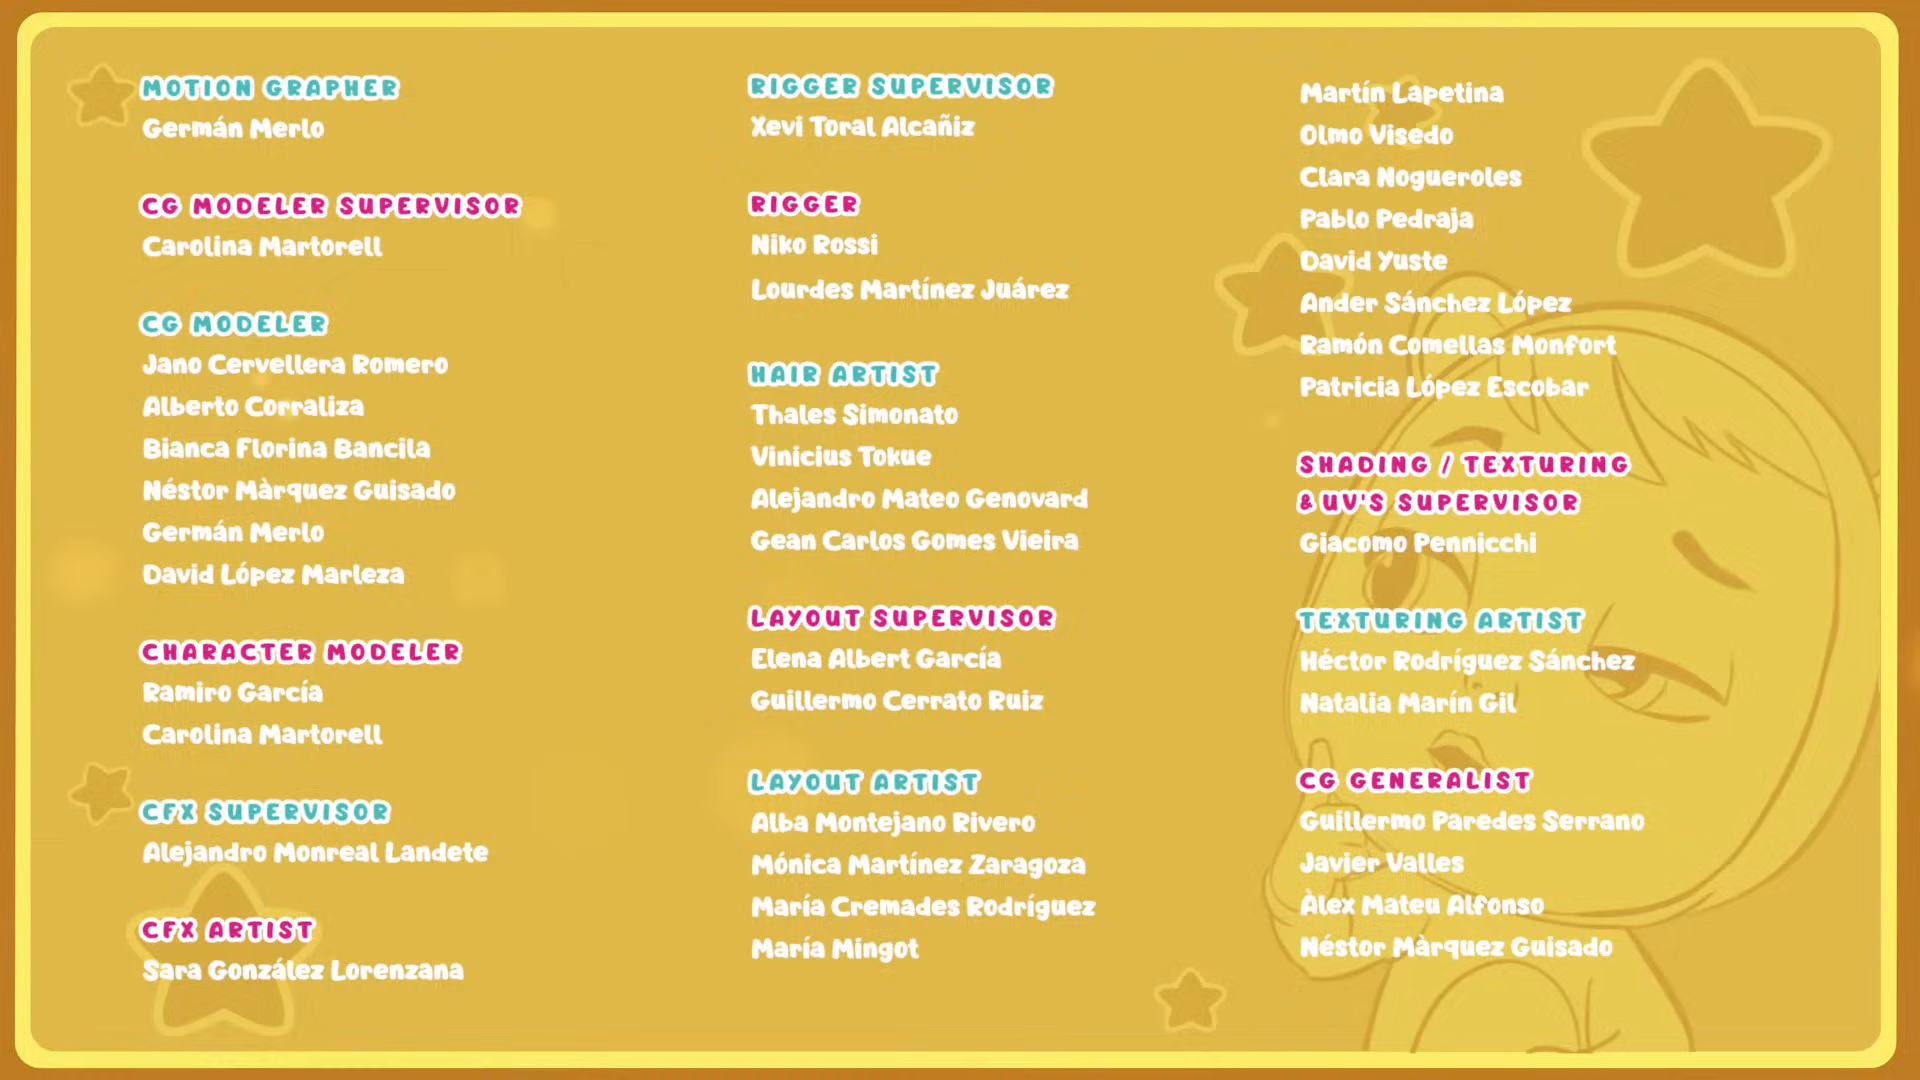 MOTION GRAPHER
Germán Merlo
CG MODELER SUPERVISOR
Carolina Martorell
CG MODELER
Jano Cervellera Romero
Alberto Corraliza
Bianca Florina Bancila
Néstor Màrquez Guisado
Germán Merlo
David López Marleza
CHARACTER MODELER
Ramiro García
Carolina Martorell
CFX SUPERVISOR
Alejandro Monreal Landete
CFX ARTIST
Sara González Lorenzana
RIGGER SUPERVISOR
Xevi Toral Alcañiz
RIGGER
Niko Rossi
Lourdes Martínez Juárez
HAIR ARTIST
Thales Simonato
Vinicius Tokue
Alejandro Mateo Genovard
Gean Carlos Gomes Vieira
LAYOUT SUPERVISOR
Elena Albert García
Guillermo Cerrato Ruiz
LAYOUT ARTIST
Alba Montejano Rivero
Mónica Martínez Zaragoza
María Cremades Rodríguez
María Mingot
Martín Lapetina
Olmo Visedo
Clara Nogueroles
Pablo Pedraja
David Yuste
Ander Sánchez López
Ramón Comellas Monfort
Patricia López Escobar
SHADING / TEXTURING
& UV'S SUPERVISOR
Giacomo Pennicchi
TEXTURING ARTIST
Héctor Rodríguez Sánchez
Natalia Marín Gil
CG GENERALIST
Guillermo Paredes Serrano
Javier Valles
Àlex Mateu Alfonso
Néstor Màrquez Guisado